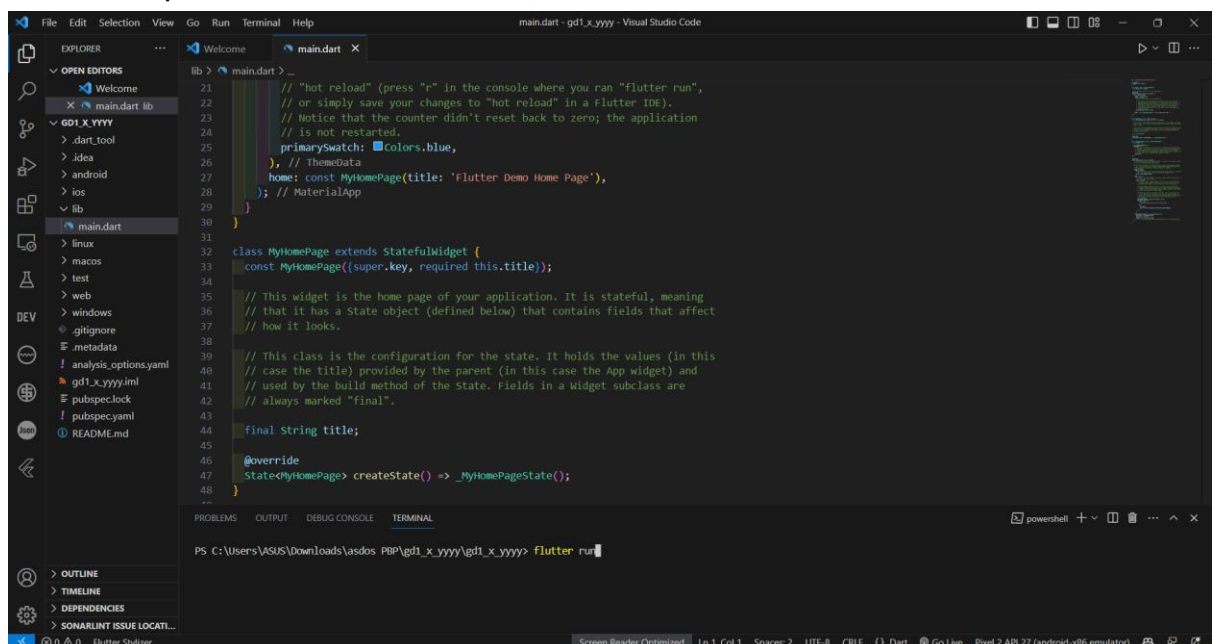 File Edit Selection View Go Run Terminal Help
main.dart - gd1_x_yyyy - Visual Studio Code
EXPLORER
Welcome
main.dart
OPEN EDITORS
Welcome
main.dart lib
GD1_X_YYYY
.dart_tool
.idea
android
ios
lib
main.dart
linux
macos
test
web
windows
.gitignore
.metadata
analysis_options.yaml
gd1_x_yyyy.iml
pubspec.lock
pubspec.yaml
README.md
DEV
Json
OUTLINE
TIMELINE
DEPENDENCIES
SONARLINT ISSUE LOCATI...
lib > main.dart > ...
21 // "hot reload" (press "r" in the console where you ran "flutter run",
22 // or simply save your changes to "hot reload" in a Flutter IDE).
23 // Notice that the counter didn't reset back to zero; the application
24 // is not restarted.
25 primarySwatch: Colors.blue,
26 ), // ThemeData
27 home: const MyHomePage(title: 'Flutter Demo Home Page'),
28 ); // MaterialApp
29 }
30 }
31
32 class MyHomePage extends StatefulWidget {
33 const MyHomePage({super.key, required this.title});
34
35 // This widget is the home page of your application. It is stateful, meaning
36 // that it has a State object (defined below) that contains fields that affect
37 // how it looks.
38
39 // This class is the configuration for the state. It holds the values (in this
40 // case the title) provided by the parent (in this case the App widget) and
41 // used by the build method of the State. Fields in a Widget subclass are
42 // always marked "final".
43
44 final String title;
45
46 @override
47 State<MyHomePage> createState() => _MyHomePageState();
48 }
PROBLEMS OUTPUT DEBUG CONSOLE TERMINAL
powershell
PS C:\Users\ASUS\Downloads\asdos PBP\gd1_x_yyyy\gd1_x_yyyy> flutter run
0 0 Flutter Stylizer
Screen Reader Optimized Ln 1, Col 1 Spaces: 2 UTF-8 CRLF {} Dart Go Live Pixel 2 API 27 (android-x86 emulator)